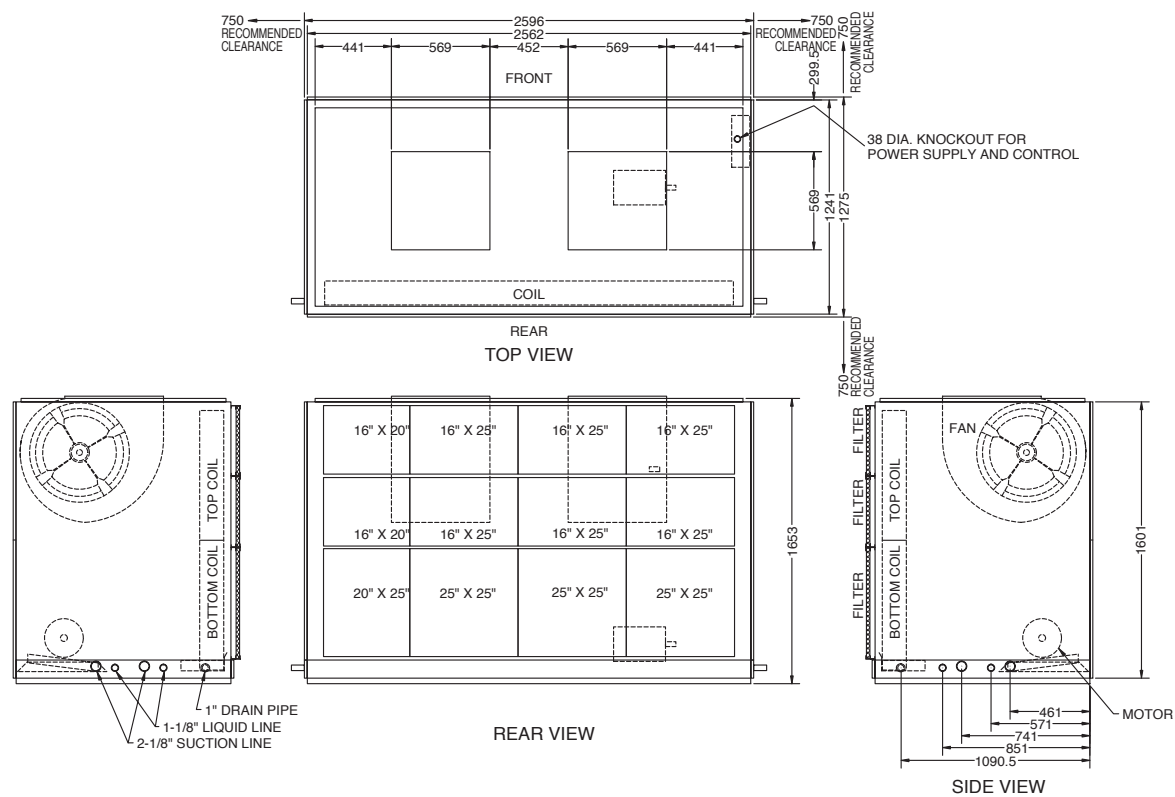 750
RECOMMENDED
CLEARANCE
2596
2562
441
569
452
569
441
750
RECOMMENDED
CLEARANCE
750
RECOMMENDED
CLEARANCE
299.5
FRONT
38 DIA. KNOCKOUT FOR
POWER SUPPLY AND CONTROL
569
1241
1275
COIL
REAR
TOP VIEW
750
RECOMMENDED
CLEARANCE
TOP COIL
BOTTOM COIL
1" DRAIN PIPE
1-1/8" LIQUID LINE
2-1/8" SUCTION LINE
16" X 20"
16" X 25"
16" X 25"
16" X 25"
16" X 20"
16" X 25"
16" X 25"
16" X 25"
20" X 25"
25" X 25"
25" X 25"
25" X 25"
1653
REAR VIEW
FILTER
FILTER
FILTER
TOP COIL
BOTTOM COIL
FAN
1601
MOTOR
461
571
741
851
1090.5
SIDE VIEW